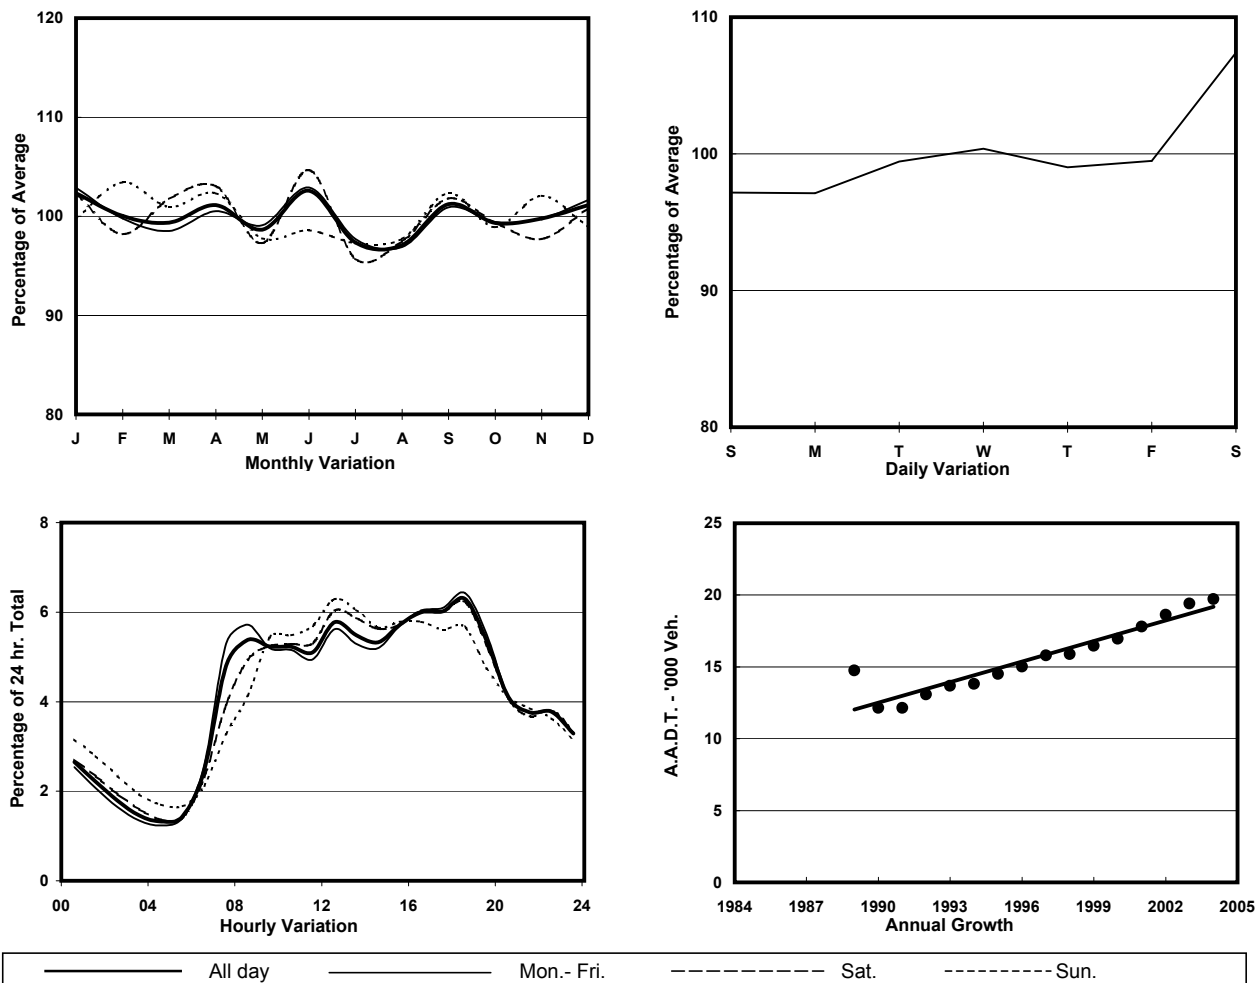 120
110
100
90
80
Percentage of Average
J F M A M J J A S O N D
Monthly Variation
110
100
90
80
Percentage of Average
S M T W T F S
Daily Variation
8
6
4
2
0
Percentage of 24 hr. Total
00 04 08 12 16 20 24
Hourly Variation
25
20
15
10
5
0
A.A.D.T. - '000 Veh.
1984 1987 1990 1993 1996 1999 2002 2005
Annual Growth
All day Mon.- Fri. Sat. Sun.